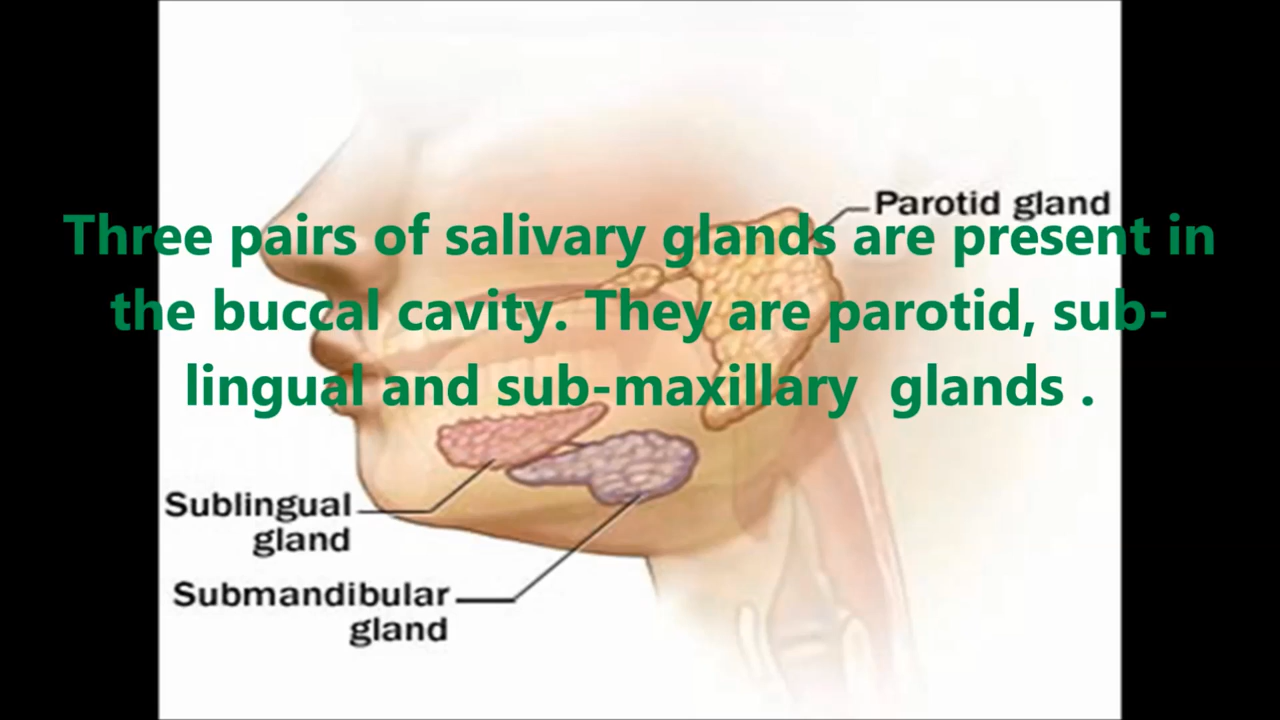 Parotid gland
Three pairs of salivary glands are present in
the buccal cavity. They are parotid, sub-
lingual and sub-maxillary  glands .
Sublingual
gland
Submandibular
gland